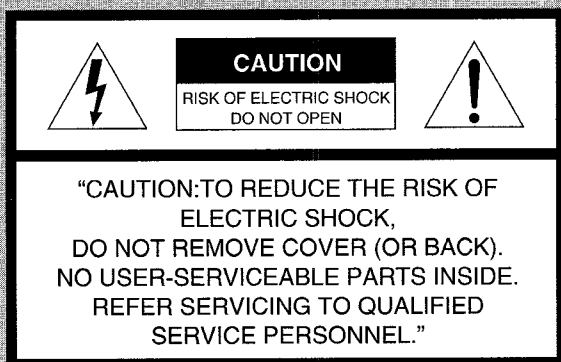 CAUTION
RISK OF ELECTRIC SHOCK
DO NOT OPEN
“CAUTION:TO REDUCE THE RISK OF
ELECTRIC SHOCK,
DO NOT REMOVE COVER (OR BACK).
NO USER-SERVICEABLE PARTS INSIDE.
REFER SERVICING TO QUALIFIED
SERVICE PERSONNEL.”